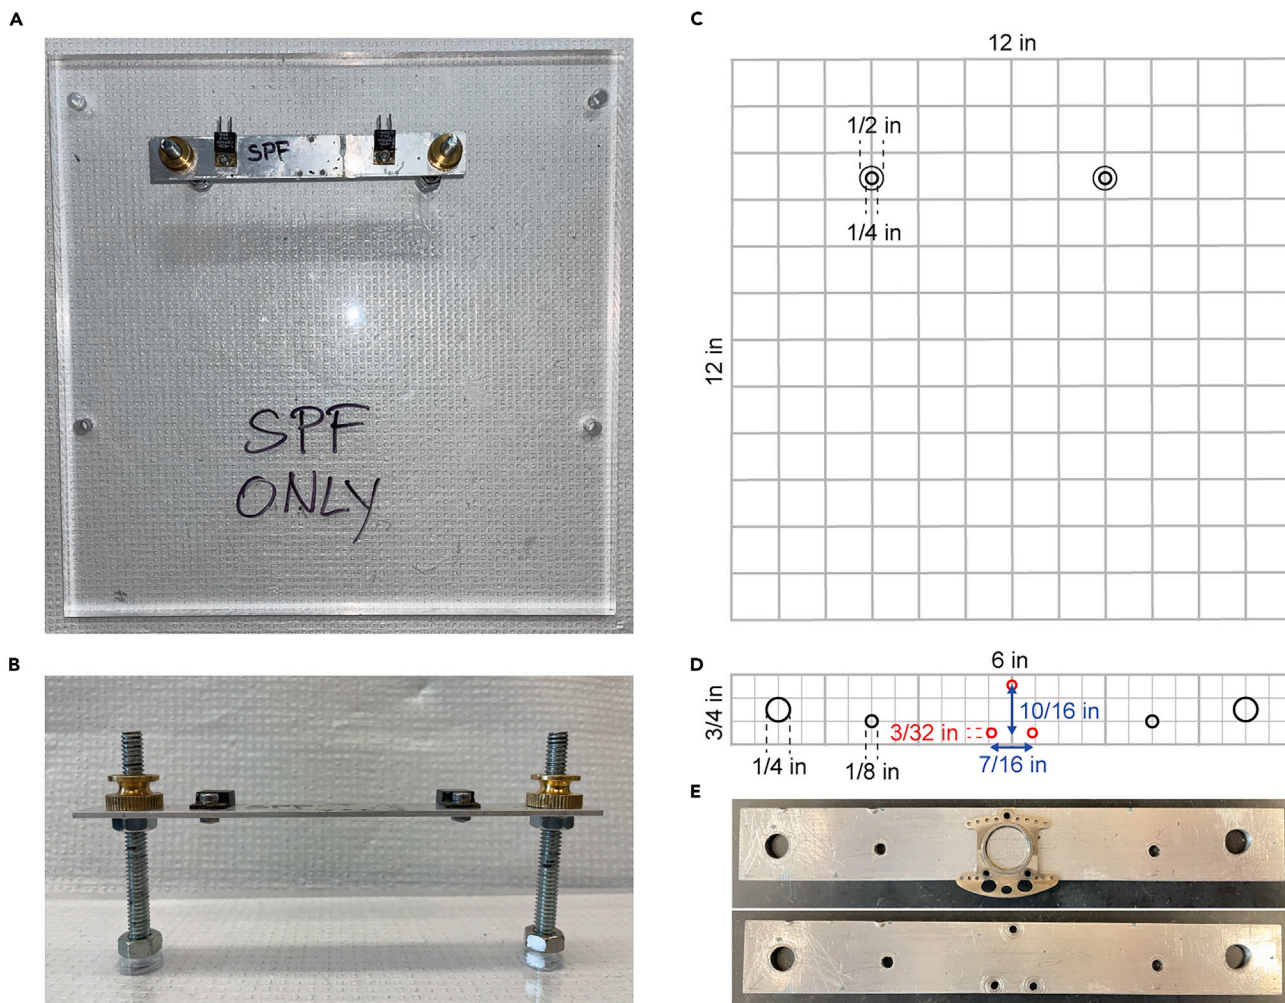 A
SPF
SPF
ONLY
B
C
12 in
1/2 in
1/4 in
12 in
D
6 in
3/4 in
10/16 in
3/32 in
1/4 in
1/8 in
7/16 in
E